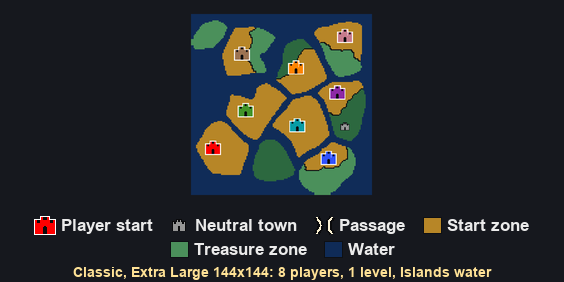 Player start Neutral town Passage Start zone
Treasure zone Water
Classic, Extra Large 144x144: 8 players, 1 level, Islands water